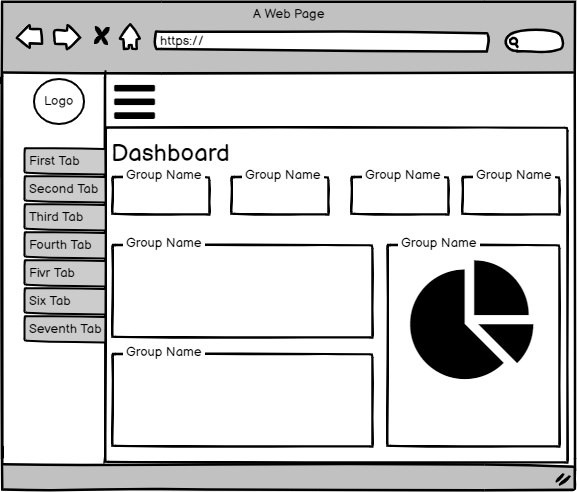 A Web Page
https://
Logo
First Tab
Second Tab
Third Tab
Fourth Tab
Fivr Tab
Six Tab
Seventh Tab
Dashboard
Group Name
Group Name
Group Name
Group Name
Group Name
Group Name
Group Name